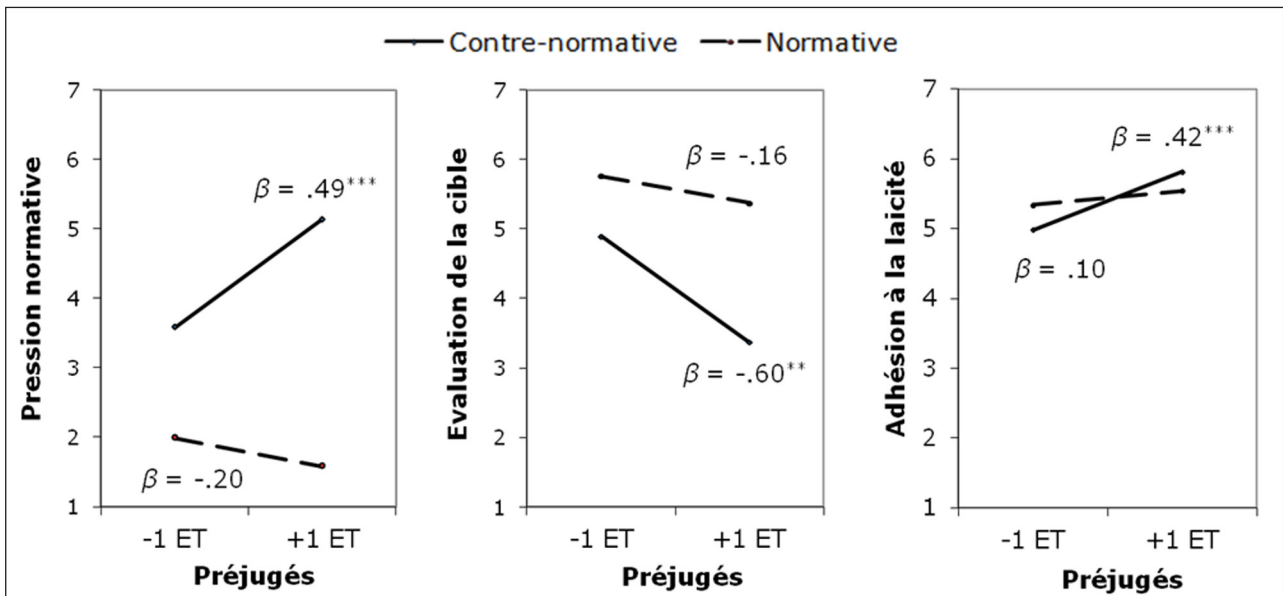 Contre-normative Normative
Pression normative
7
6
5
4
3
2
1
β = .49***
β = -.20
-1 ET +1 ET
Préjugés
Evaluation de la cible
7
6
5
4
3
2
1
β = -.16
β = -.60**
-1 ET +1 ET
Préjugés
Adhésion à la laicité
7
6
5
4
3
2
1
β = .42***
β = .10
-1 ET +1 ET
Préjugés